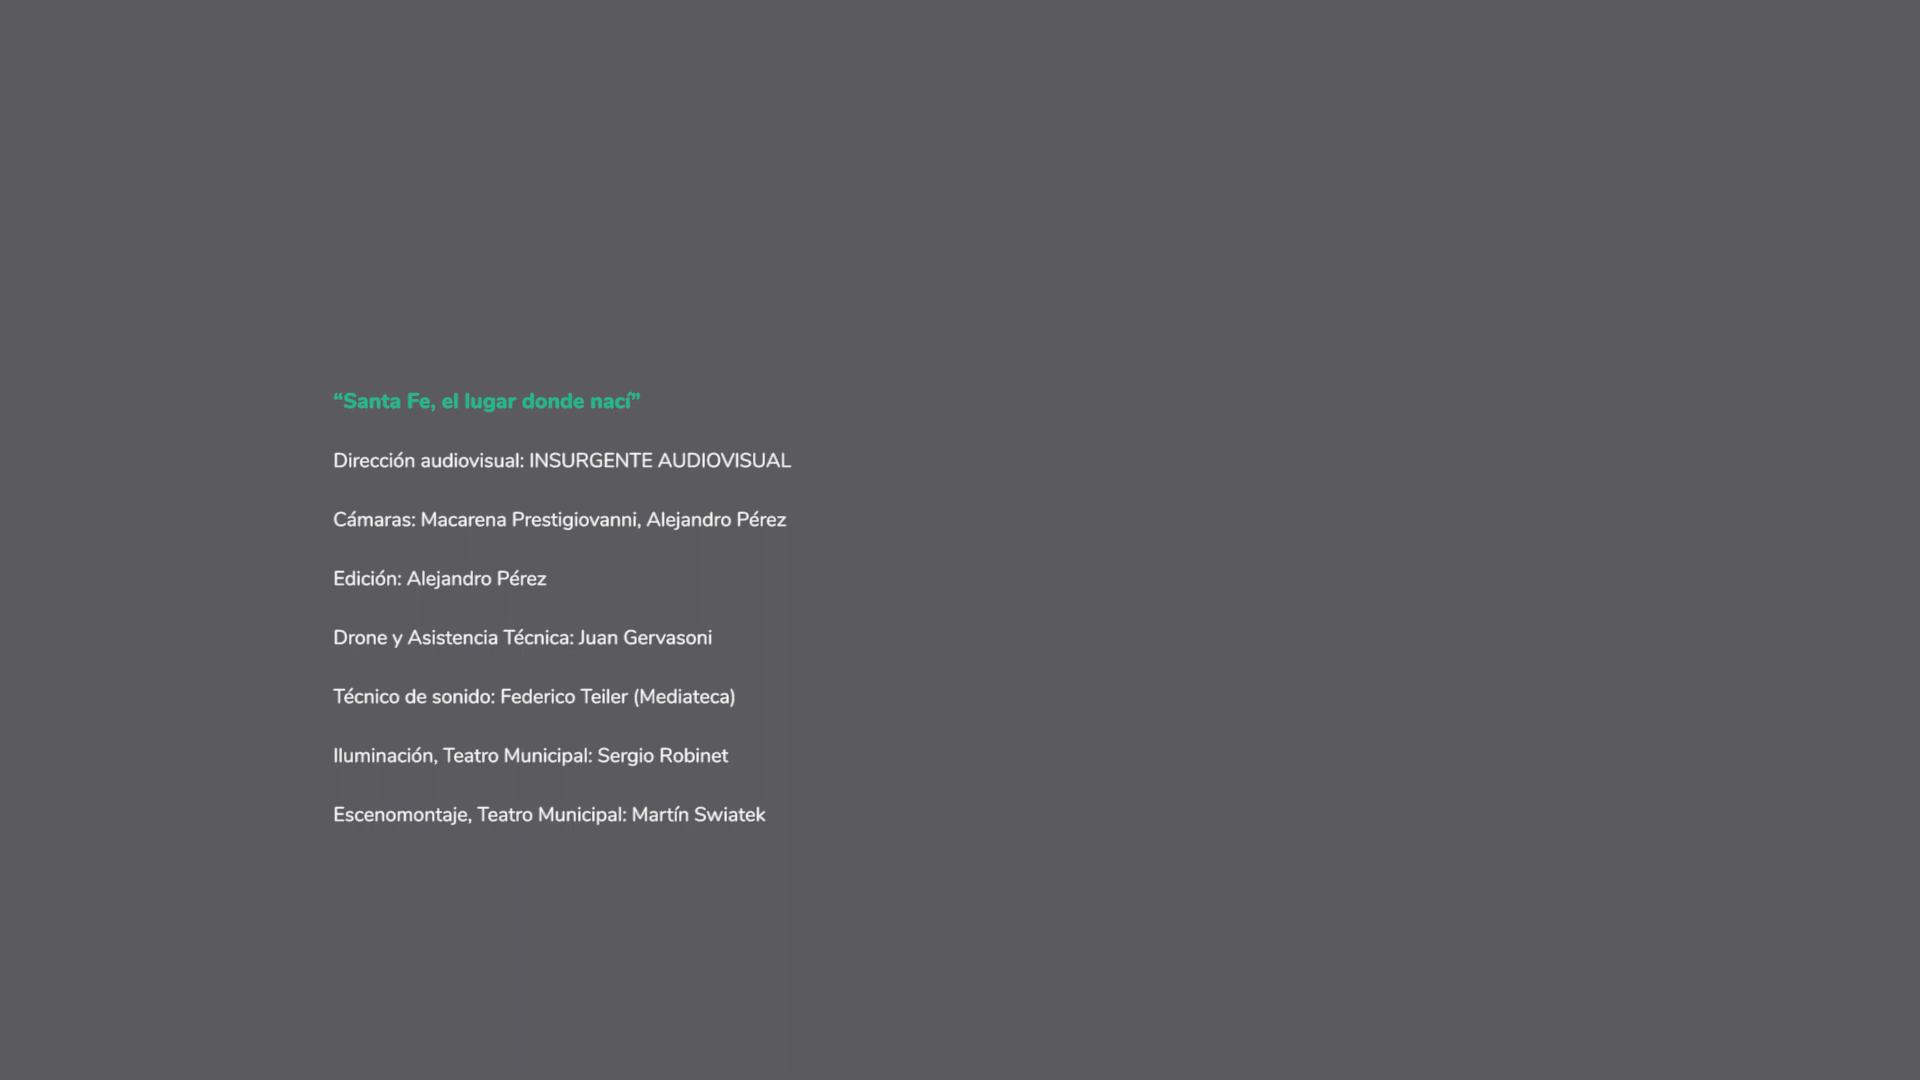 “Santa Fe, el lugar donde nací”
Dirección audiovisual: INSURGENTE AUDIOVISUAL
Cámaras: Macarena Prestigiovanni, Alejandro Pérez
Edición: Alejandro Pérez
Drone y Asistencia Técnica: Juan Gervasoni
Técnico de sonido: Federico Teiler (Mediateca)
Iluminación, Teatro Municipal: Sergio Robinet
Escenomontaje, Teatro Municipal: Martín Swiatek